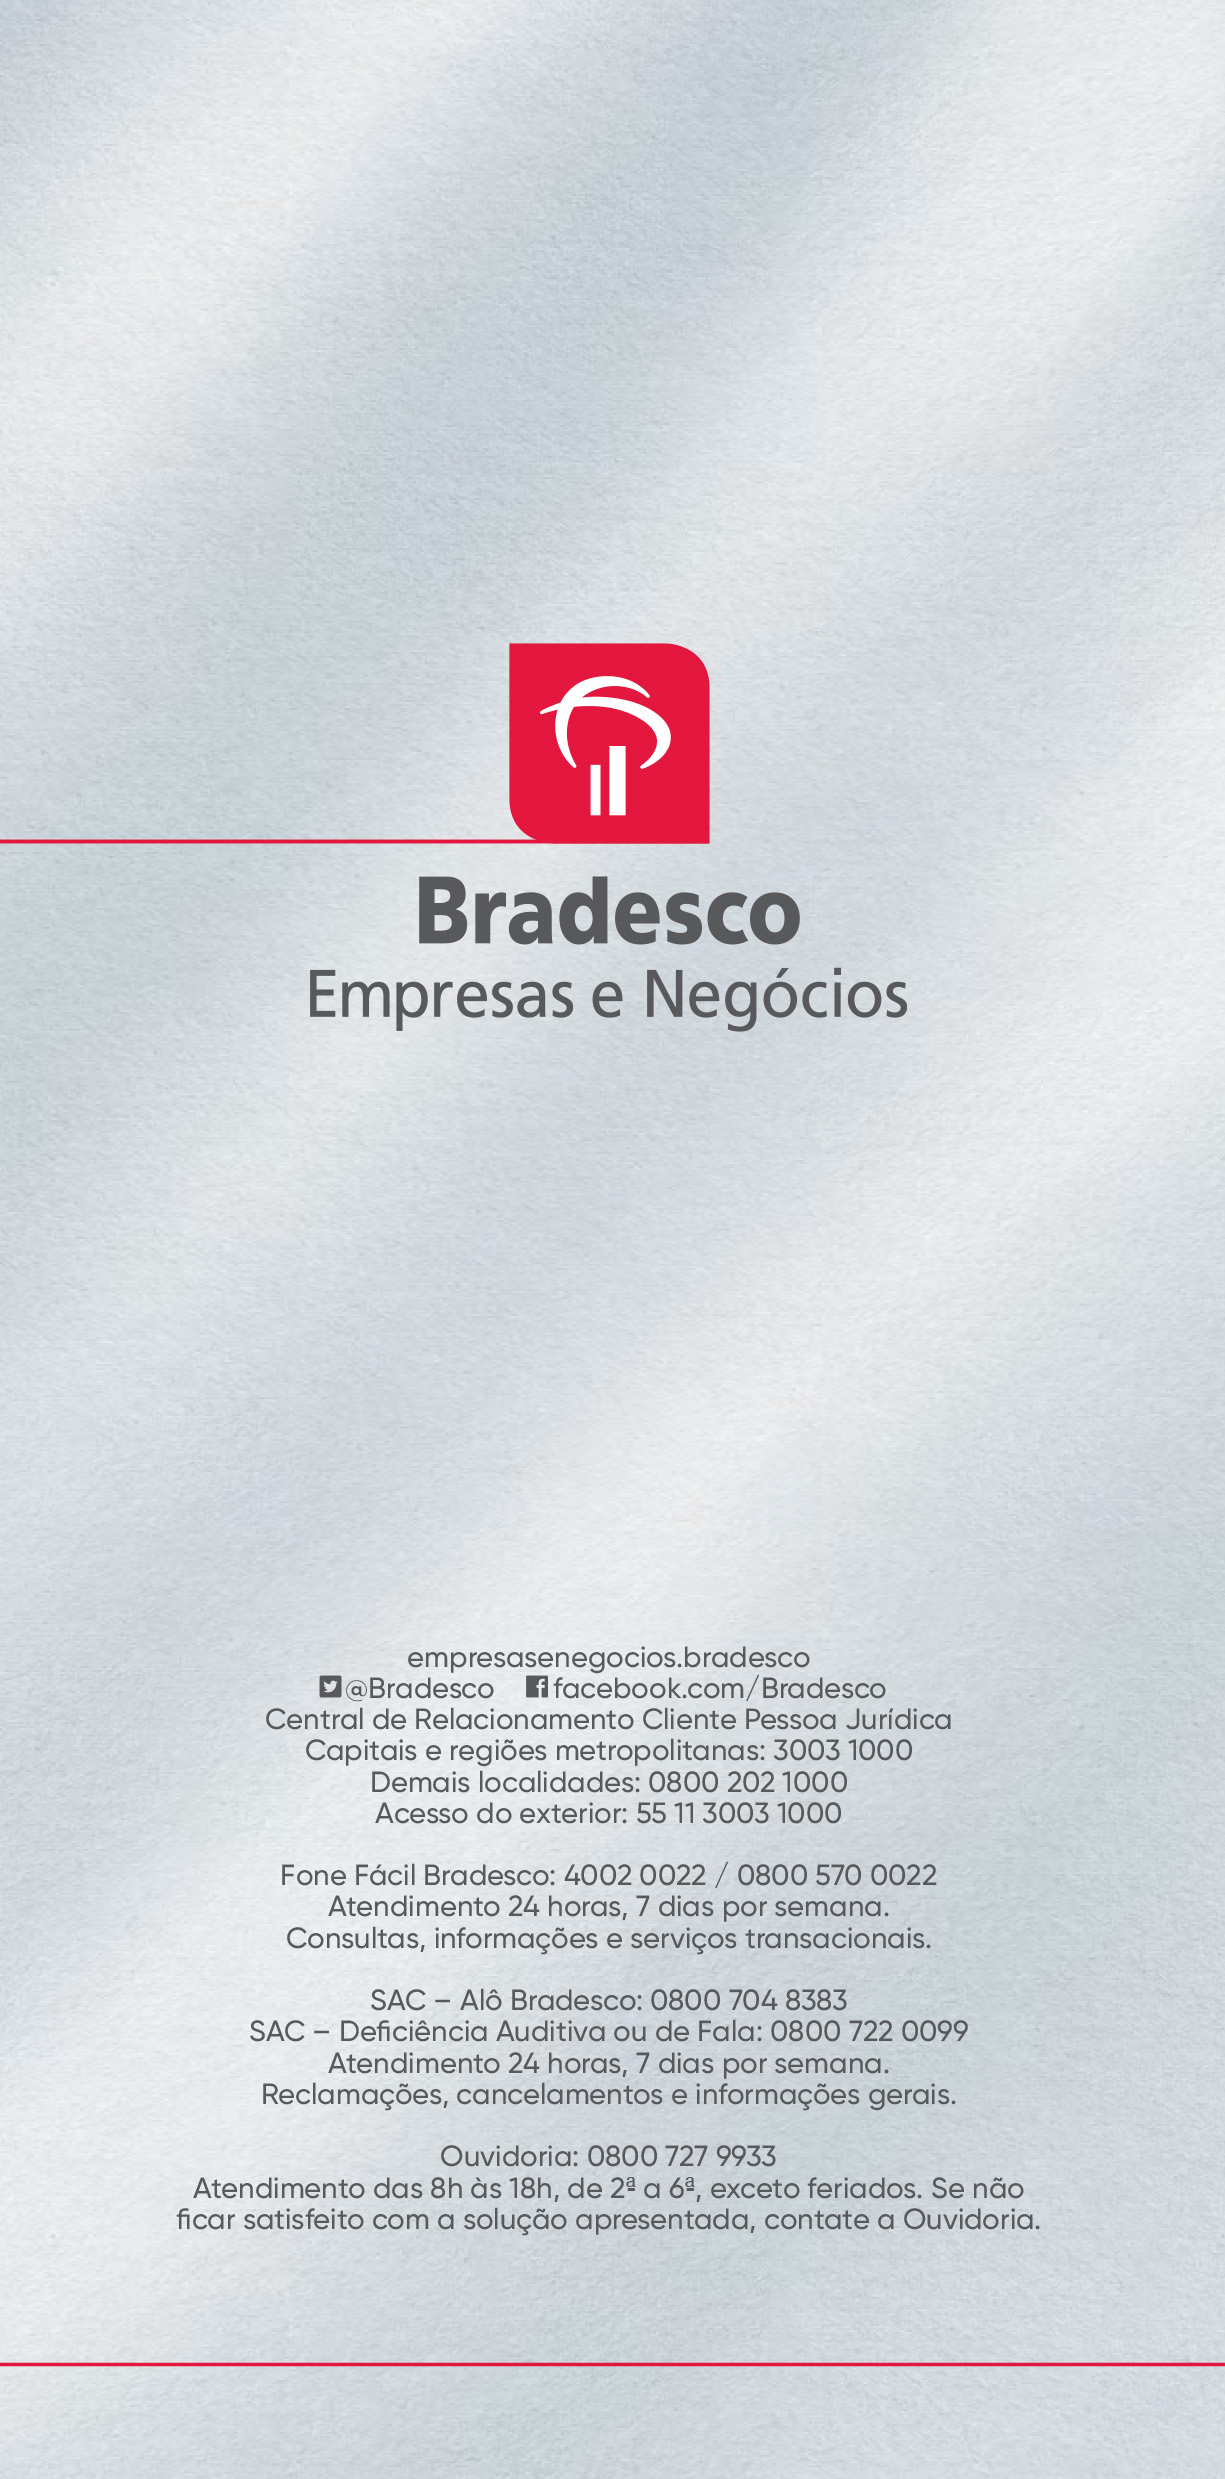 Bradesco
Empresas e Negócios
empresasenegocios.bradesco
@Bradesco facebook.com/Bradesco
Central de Relacionamento Cliente Pessoa Jurídica
Capitais e regiões metropolitanas: 3003 1000
Demais localidades: 0800 202 1000
Acesso do exterior: 55 11 3003 1000
Fone Fácil Bradesco: 4002 0022 / 0800 570 0022
Atendimento 24 horas, 7 dias por semana.
Consultas, informações e serviços transacionais.
SAC – Alô Bradesco: 0800 704 8383
SAC – Deficiência Auditiva ou de Fala: 0800 722 0099
Atendimento 24 horas, 7 dias por semana.
Reclamações, cancelamentos e informações gerais.
Ouvidoria: 0800 727 9933
Atendimento das 8h às 18h, de 2ª a 6ª, exceto feriados. Se não
ficar satisfeito com a solução apresentada, contate a Ouvidoria.